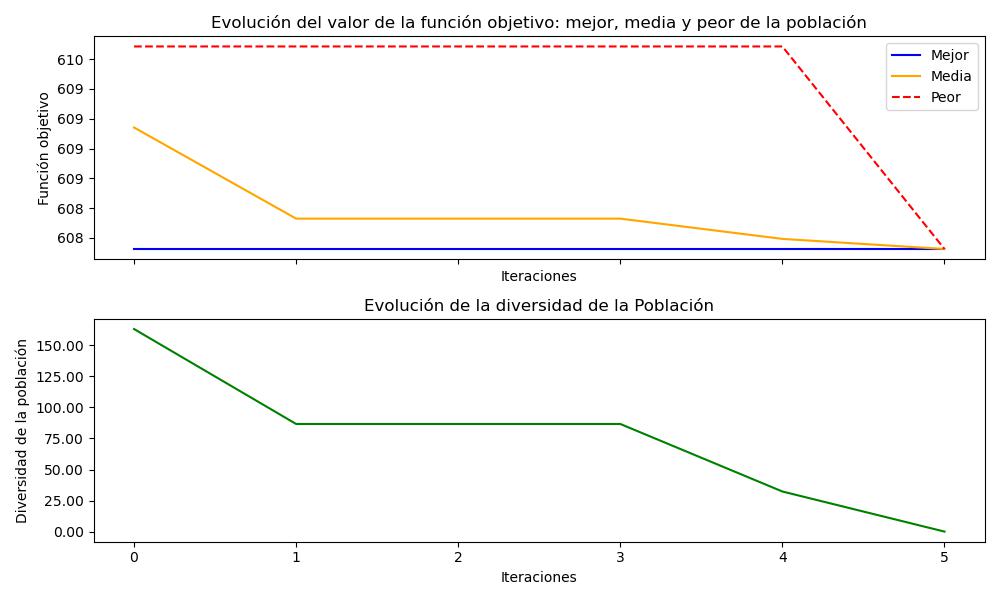 Evolución del valor de la función objetivo: mejor, media y peor de la población
Función objetivo
610
609
609
609
609
608
608
Mejor
Media
Peor
Iteraciones
Evolución de la diversidad de la Población
Diversidad de la población
150.00
125.00
100.00
75.00
50.00
25.00
0.00
0 1 2 3 4 5
Iteraciones